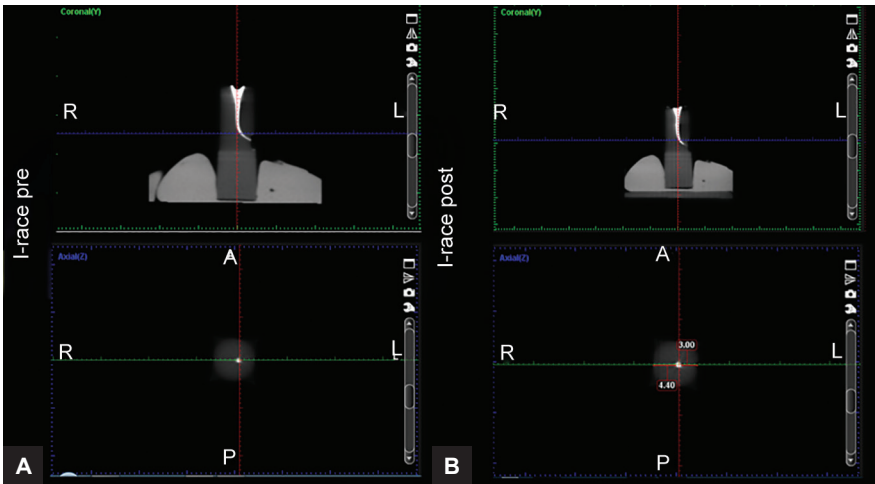 Coronal(Y)
R
L
I-race pre
Axial(Z)
A
R
L
P
A
Coronal(Y)
R
L
I-race post
Axial(Z)
A
3.00
R
L
4.40
P
B